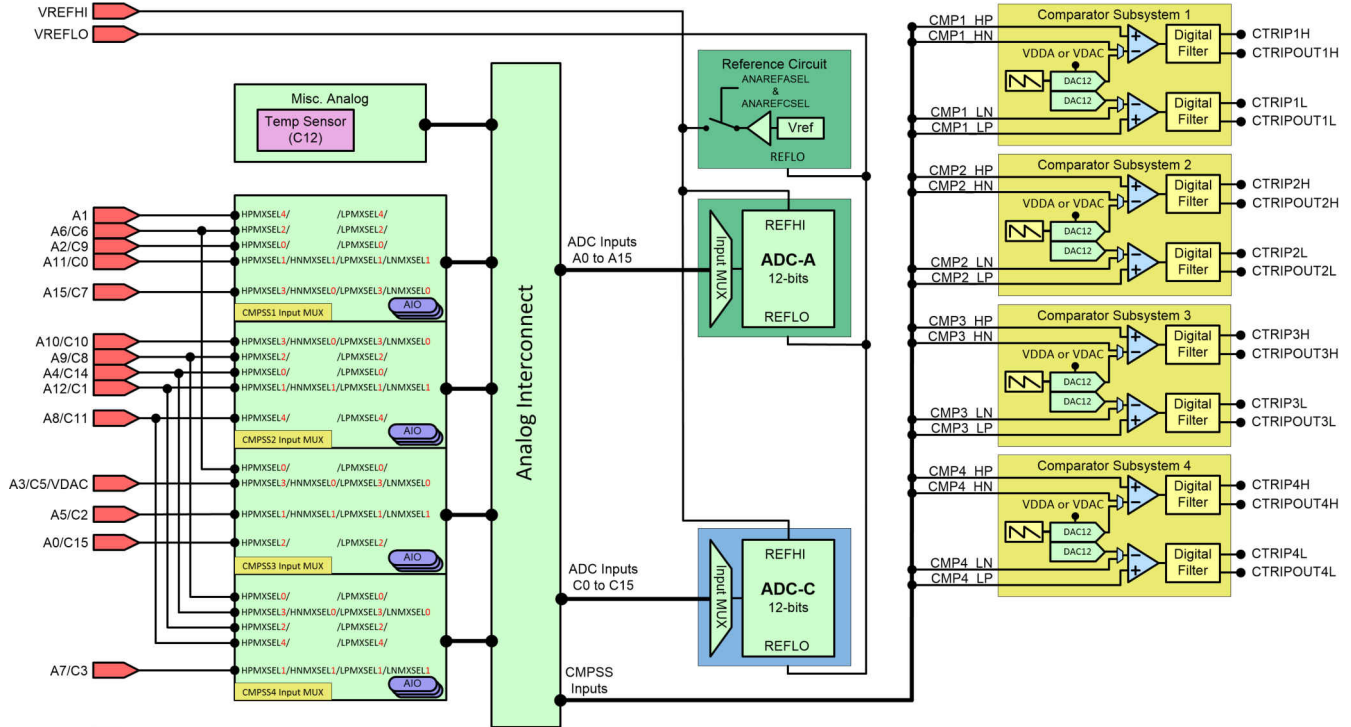 VREFHI
VREFLO
Misc. Analog
Temp Sensor
(C12)
A1
A6/C6
A2/C9
A11/C0
A15/C7
A10/C10
A9/C8
A4/C14
A12/C1
A8/C11
A3/C5/VDAC
A5/C2
A0/C15
A7/C3
HPMXSEL4/ /LPMXSEL4/
HPMXSEL2/ /LPMXSEL2/
HPMXSEL0/ /LPMXSEL0/
HPMXSEL1/HNMXSEL1/LPMXSEL1/LNMXSEL1
HPMXSEL3/HNMXSEL0/LPMXSEL3/LNMXSEL0
CMPSS1 Input MUX
AIO
HPMXSEL3/HNMXSEL0/LPMXSEL3/LNMXSEL0
HPMXSEL2/ /LPMXSEL2/
HPMXSEL0/ /LPMXSEL0/
HPMXSEL1/HNMXSEL1/LPMXSEL1/LNMXSEL1
HPMXSEL4/ /LPMXSEL4/
CMPSS2 Input MUX
AIO
HPMXSEL0/ /LPMXSEL0/
HPMXSEL3/HNMXSEL0/LPMXSEL3/LNMXSEL0
HPMXSEL1/HNMXSEL1/LPMXSEL1/LNMXSEL1
HPMXSEL2/ /LPMXSEL2/
CMPSS3 Input MUX
AIO
HPMXSEL0/ /LPMXSEL0/
HPMXSEL3/HNMXSEL0/LPMXSEL3/LNMXSEL0
HPMXSEL2/ /LPMXSEL2/
HPMXSEL4/ /LPMXSEL4/
HPMXSEL1/HNMXSEL1/LPMXSEL1/LNMXSEL1
CMPSS4 Input MUX
AIO
Analog Interconnect
ADC Inputs
A0 to A15
ADC Inputs
C0 to C15
CMPSS
Inputs
Reference Circuit
ANAREFASEL
&
ANAREFCSEL
Vref
REFLO
Input MUX
REFHI
ADC-A
12-bits
REFLO
Input MUX
REFHI
ADC-C
12-bits
REFLO
CMP1_HP
CMP1_HN
CMP1_LN
CMP1_LP
Comparator Subsystem 1
VDDA or VDAC
DAC12
DAC12
Digital
Filter
Digital
Filter
CTRIP1H
CTRIPOUT1H
CTRIP1L
CTRIPOUT1L
CMP2_HP
CMP2_HN
CMP2_LN
CMP2_LP
Comparator Subsystem 2
VDDA or VDAC
DAC12
DAC12
Digital
Filter
Digital
Filter
CTRIP2H
CTRIPOUT2H
CTRIP2L
CTRIPOUT2L
CMP3_HP
CMP3_HN
CMP3_LN
CMP3_LP
Comparator Subsystem 3
VDDA or VDAC
DAC12
DAC12
Digital
Filter
Digital
Filter
CTRIP3H
CTRIPOUT3H
CTRIP3L
CTRIPOUT3L
CMP4_HP
CMP4_HN
CMP4_LN
CMP4_LP
Comparator Subsystem 4
VDDA or VDAC
DAC12
DAC12
Digital
Filter
Digital
Filter
CTRIP4H
CTRIPOUT4H
CTRIP4L
CTRIPOUT4L